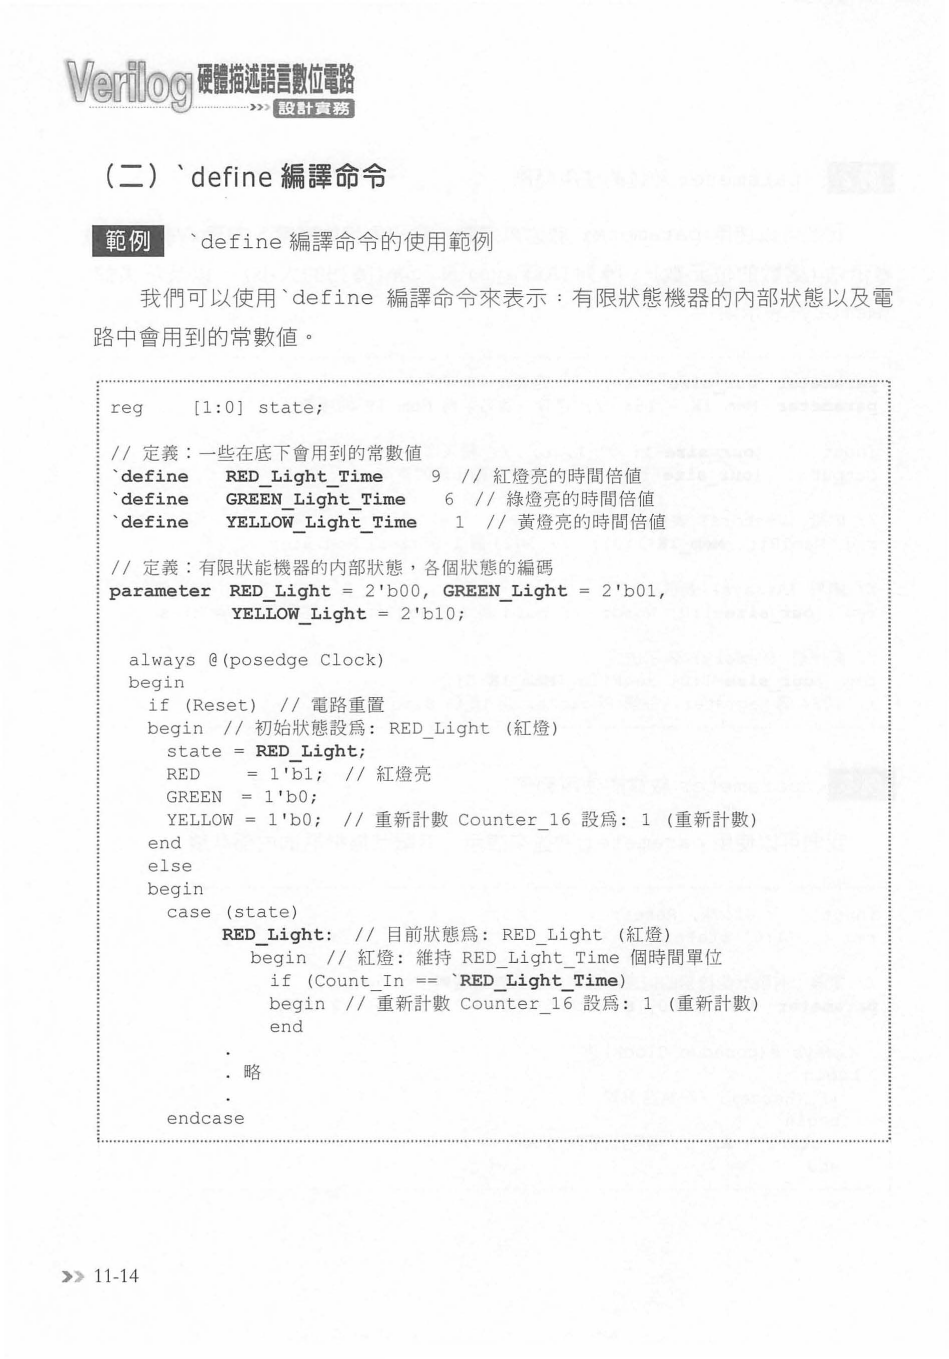 Verilog 硬體描述語言數位電路
>>> 設計實務
（二）`define 編譯命令
範例 `define 編譯命令的使用範例
我們可以使用`define 編譯命令來表示：有限狀態機器的內部狀態以及電
路中會用到的常數值。
reg [1:0] state;
// 定義：一些在底下會用到的常數值
`define RED_Light_Time 9 // 紅燈亮的時間倍值
`define GREEN_Light_Time 6 // 綠燈亮的時間倍值
`define YELLOW_Light_Time 1 // 黃燈亮的時間倍值
// 定義：有限狀能機器的內部狀態，各個狀態的編碼
parameter RED_Light = 2'b00, GREEN_Light = 2'b01,
YELLOW_Light = 2'b10;
always @(posedge Clock)
begin
if (Reset) // 電路重置
begin // 初始狀態設爲: RED_Light (紅燈)
state = RED_Light;
RED = 1'b1; // 紅燈亮
GREEN = 1'b0;
YELLOW = 1'b0; // 重新計數 Counter_16 設爲: 1 (重新計數)
end
else
begin
case (state)
RED_Light: // 目前狀態爲: RED_Light (紅燈)
begin // 紅燈: 維持 RED_Light_Time 個時間單位
if (Count_In == `RED_Light_Time)
begin // 重新計數 Counter_16 設爲: 1 (重新計數)
end
.
. 略
.
endcase
>> 11-14